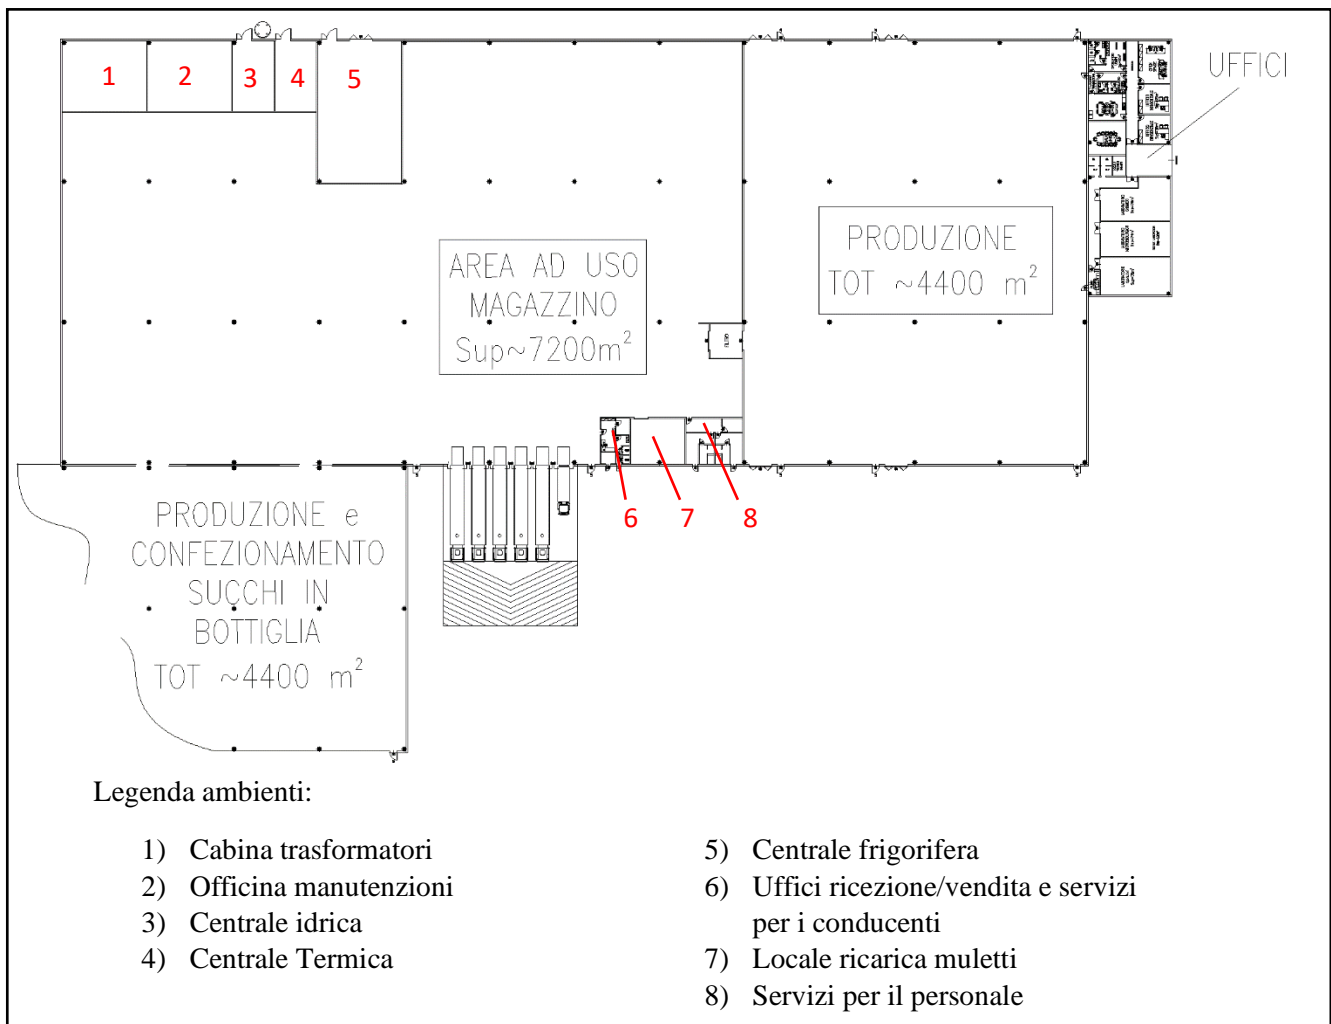 1
2
3
4
5
UFFICI
AREA AD USO
MAGAZZINO
Sup~7200m²
PRODUZIONE
TOT ~4400 m²
6
7
8
PRODUZIONE e
CONFEZIONAMENTO
SUCCHI IN
BOTTIGLIA
TOT ~4400 m²
Legenda ambienti:
1) Cabina trasformatori
2) Officina manutenzioni
3) Centrale idrica
4) Centrale Termica
5) Centrale frigorifera
6) Uffici ricezione/vendita e servizi
per i conducenti
7) Locale ricarica muletti
8) Servizi per il personale